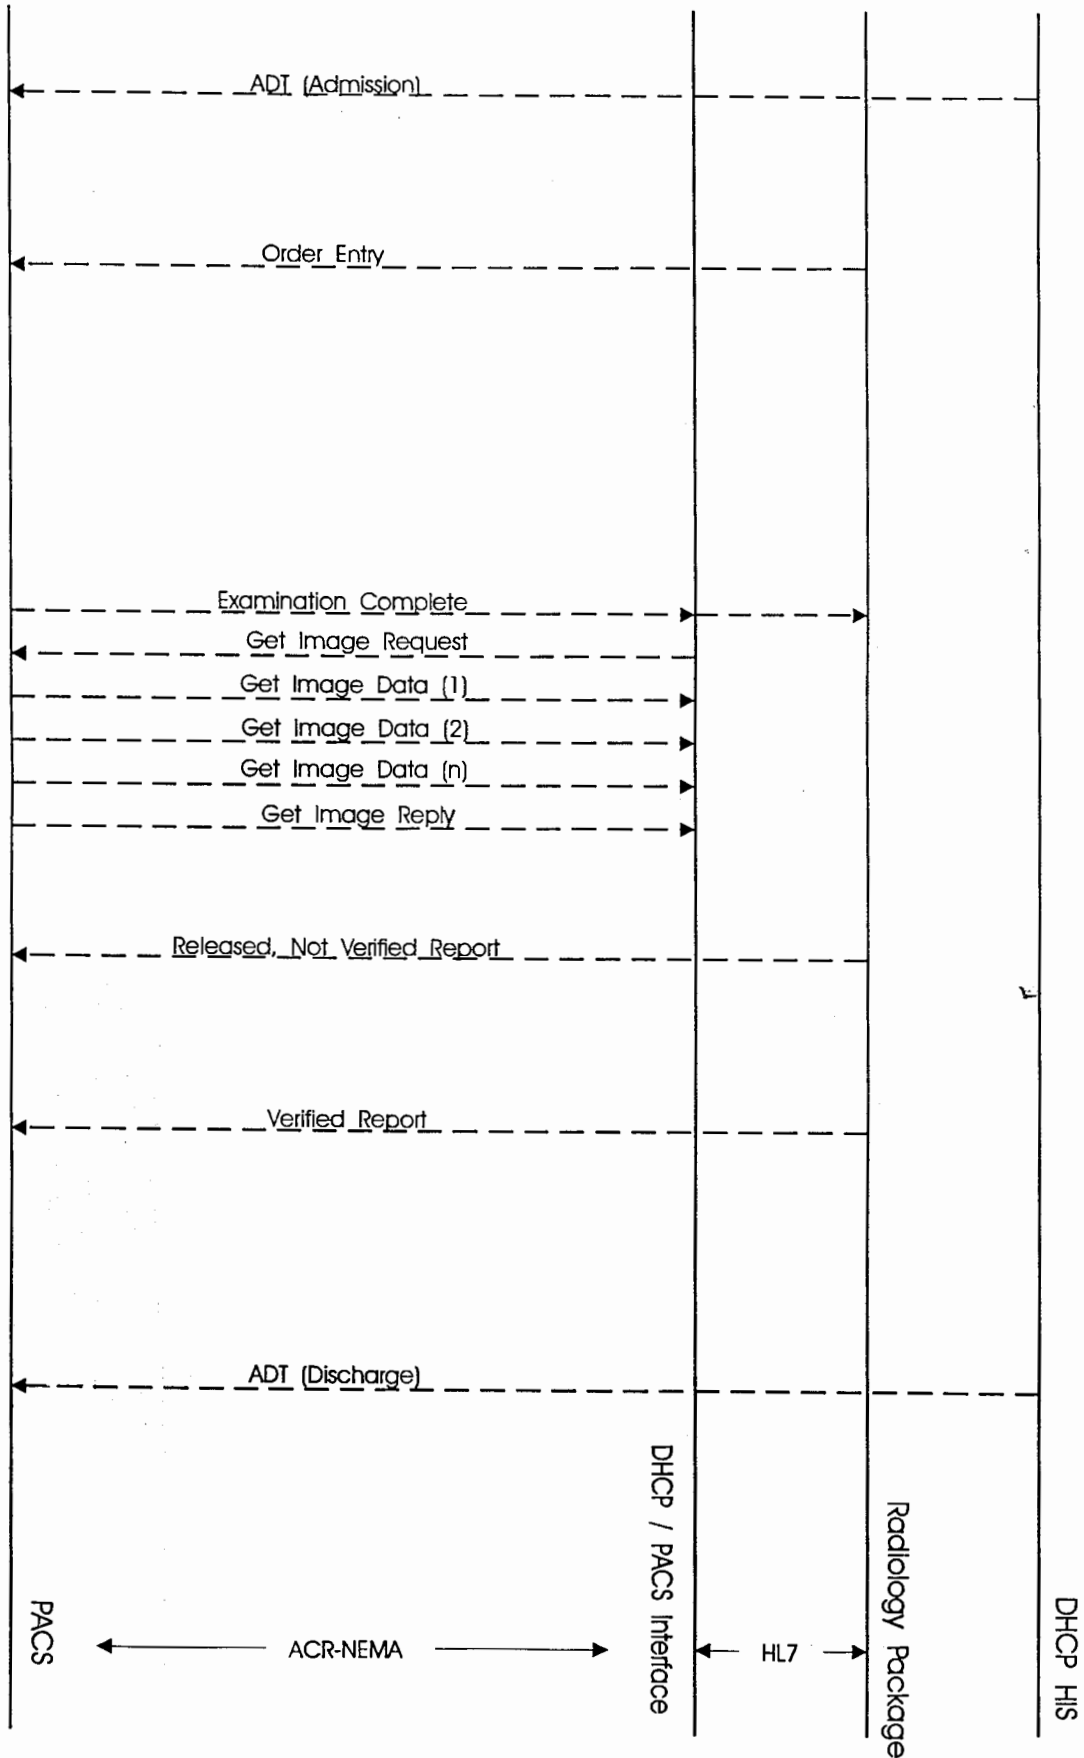 ADT (Admission)
Order Entry
Examination Complete
Get Image Request
Get Image Data (1)
Get Image Data (2)
Get Image Data (n)
Get Image Reply
Released, Not Verified Report
Verified Report
ADT (Discharge)
PACS
ACR-NEMA
DHCP / PACS Interface
HL7
Radiology Package
DHCP HIS